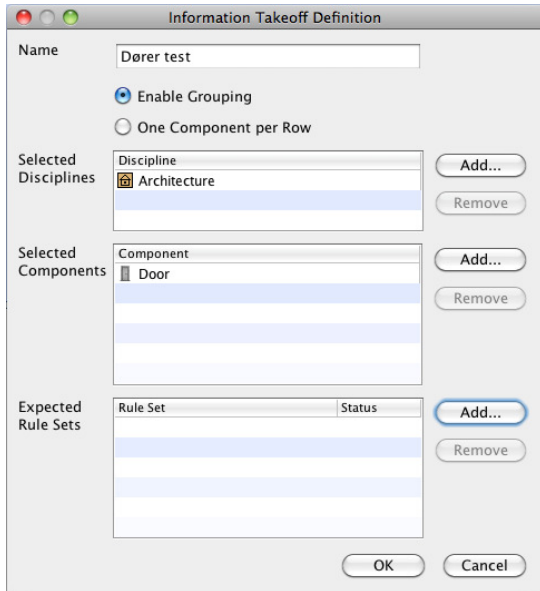 Information Takeoff Definition
Name
Dører test
Enable Grouping
One Component per Row
Selected
Disciplines
Discipline
Architecture
Add...
Remove
Selected
Components
Component
Door
Add...
Remove
Expected
Rule Sets
Rule Set Status
Add...
Remove
OK Cancel